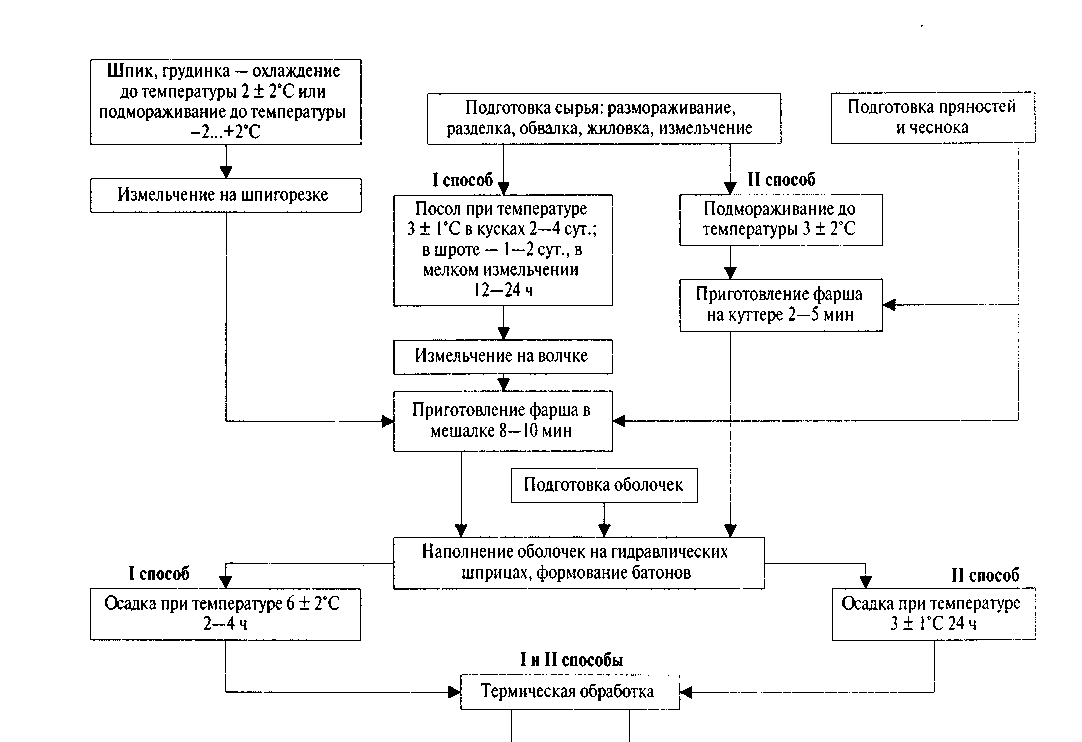 Шпик, грудинка — охлаждение
до температуры 2 ± 2°С или
подмораживание до температуры
−2...+2°С
Подготовка сырья: размораживание,
разделка, обвалка, жиловка, измельчение
Подготовка пряностей
и чеснока
Измельчение на шпигорезке
I способ
II способ
Посол при температуре
3 ± 1°С в кусках 2—4 сут.;
в шроте — 1—2 сут., в
мелком измельчении
12—24 ч
Подмораживание до
температуры 3 ± 2°С
Приготовление фарша
на куттере 2—5 мин
Измельчение на волчке
Приготовление фарша в
мешалке 8—10 мин
Подготовка оболочек
Наполнение оболочек на гидравлических
шприцах, формование батонов
I способ
II способ
Осадка при температуре 6 ± 2°С
2—4 ч
Осадка при температуре
3 ± 1°С 24 ч
I и II способы
Термическая обработка